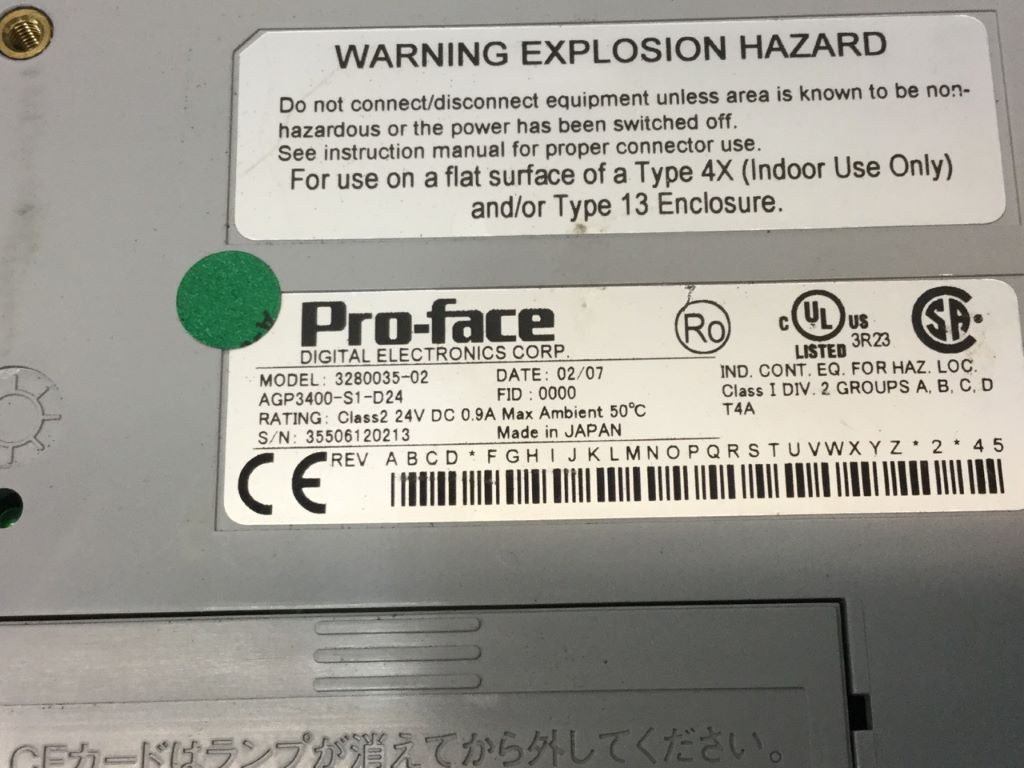 WARNING EXPLOSION HAZARD
Do not connect/disconnect equipment unless area is known to be non-
hazardous or the power has been switched off.
See instruction manual for proper connector use.
For use on a flat surface of a Type 4X (Indoor Use Only)
and/or Type 13 Enclosure.
Pro-face
DIGITAL ELECTRONICS CORP.
Ro
C UL US
LISTED 3R23
SA
MODEL: 3280035-02 DATE: 02/07
AGP3400-S1-D24 FID: 0000
RATING: Class2 24V DC 0.9A Max Ambient 50℃
S/N: 35506120213 Made in JAPAN
IND. CONT. EQ. FOR HAZ. LOC.
Class I DIV. 2 GROUPS A, B, C, D
T4A
CE
REV A B C D * F G H I J K L M N O P Q R S T U V W X Y Z * 2 * 4 5
CFカードはランプが消えてから外してください。